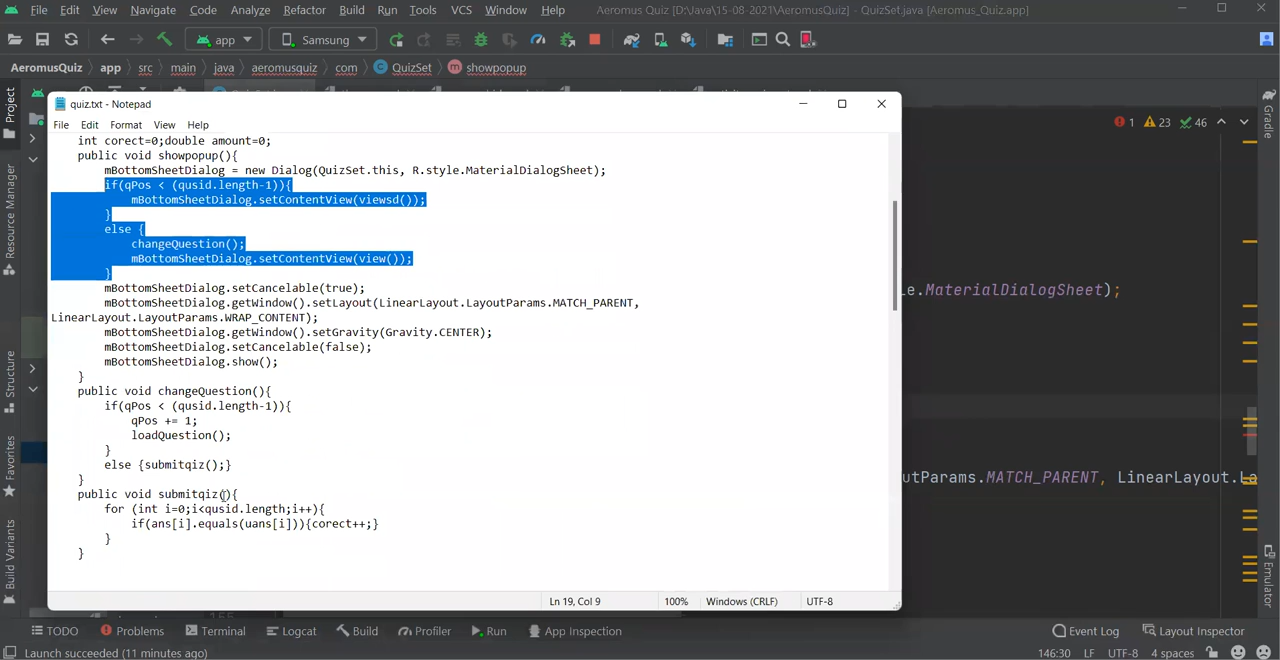 File Edit View Navigate Code Analyze Refactor Build Run Tools VCS Window Help Aeromus Quiz [D:\Java\15-08-2021\AeromusQuiz] - QuizSet.java [Aeromus_Quiz.app]
app Samsung
AeromusQuiz app src main java aeromusquiz com QuizSet showpopup
Project
Resource Manager
Structure
Favorites
Build Variants
Gradle
Emulator
1 23 46
le.MaterialDialogSheet);
utParams.MATCH_PARENT, LinearLayout.La
quiz.txt - Notepad
File Edit Format View Help
int corect=0;double amount=0;
public void showpopup(){
mBottomSheetDialog = new Dialog(QuizSet.this, R.style.MaterialDialogSheet);
if(qPos < (qusid.length-1)){
mBottomSheetDialog.setContentView(viewsd());
}
else {
changeQuestion();
mBottomSheetDialog.setContentView(view());
}
mBottomSheetDialog.setCancelable(true);
mBottomSheetDialog.getWindow().setLayout(LinearLayout.LayoutParams.MATCH_PARENT,
LinearLayout.LayoutParams.WRAP_CONTENT);
mBottomSheetDialog.getWindow().setGravity(Gravity.CENTER);
mBottomSheetDialog.setCancelable(false);
mBottomSheetDialog.show();
}
public void changeQuestion(){
if(qPos < (qusid.length-1)){
qPos += 1;
loadQuestion();
}
else {submitqiz();}
}
public void submitqiz(){
for (int i=0;i<qusid.length;i++){
if(ans[i].equals(uans[i])){corect++;}
}
}
Ln 19, Col 9 100% Windows (CRLF) UTF-8
TODO Problems Terminal Logcat Build Profiler Run App Inspection Event Log Layout Inspector
Launch succeeded (11 minutes ago) 146:30 LF UTF-8 4 spaces